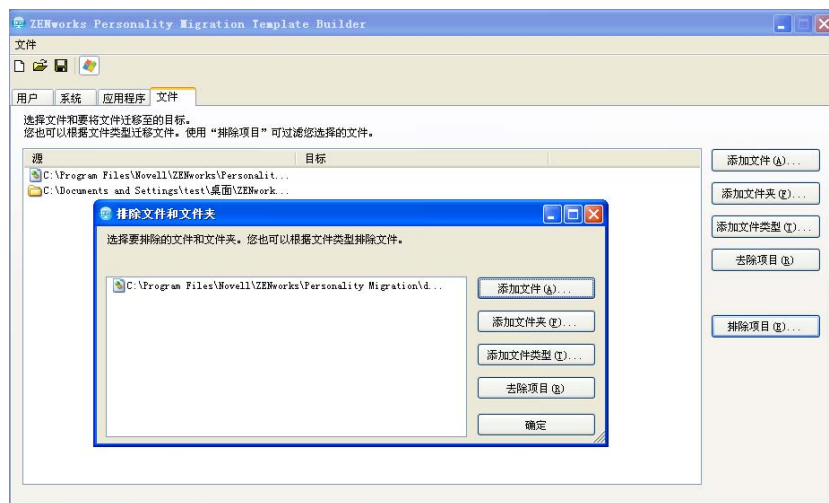 ZENworks Personality Migration Template Builder
文件
用户 系统 应用程序 文件
选择文件和要将文件迁移至的目标。
您也可以根据文件类型迁移文件。使用“排除项目”可过滤您选择的文件。
源 目标
C:\Program Files\Novell\ZENworks\Personalit...
C:\Documents and Settings\test\桌面\ZENwork...
添加文件(A)...
添加文件夹(F)...
添加文件类型(T)...
去除项目(R)
排除项目(E)...
排除文件和文件夹
选择要排除的文件和文件夹。您也可以根据文件类型排除文件。
C:\Program Files\Novell\ZENworks\Personality Migration\d...
添加文件(A)...
添加文件夹(F)...
添加文件类型(T)...
去除项目(R)
确定